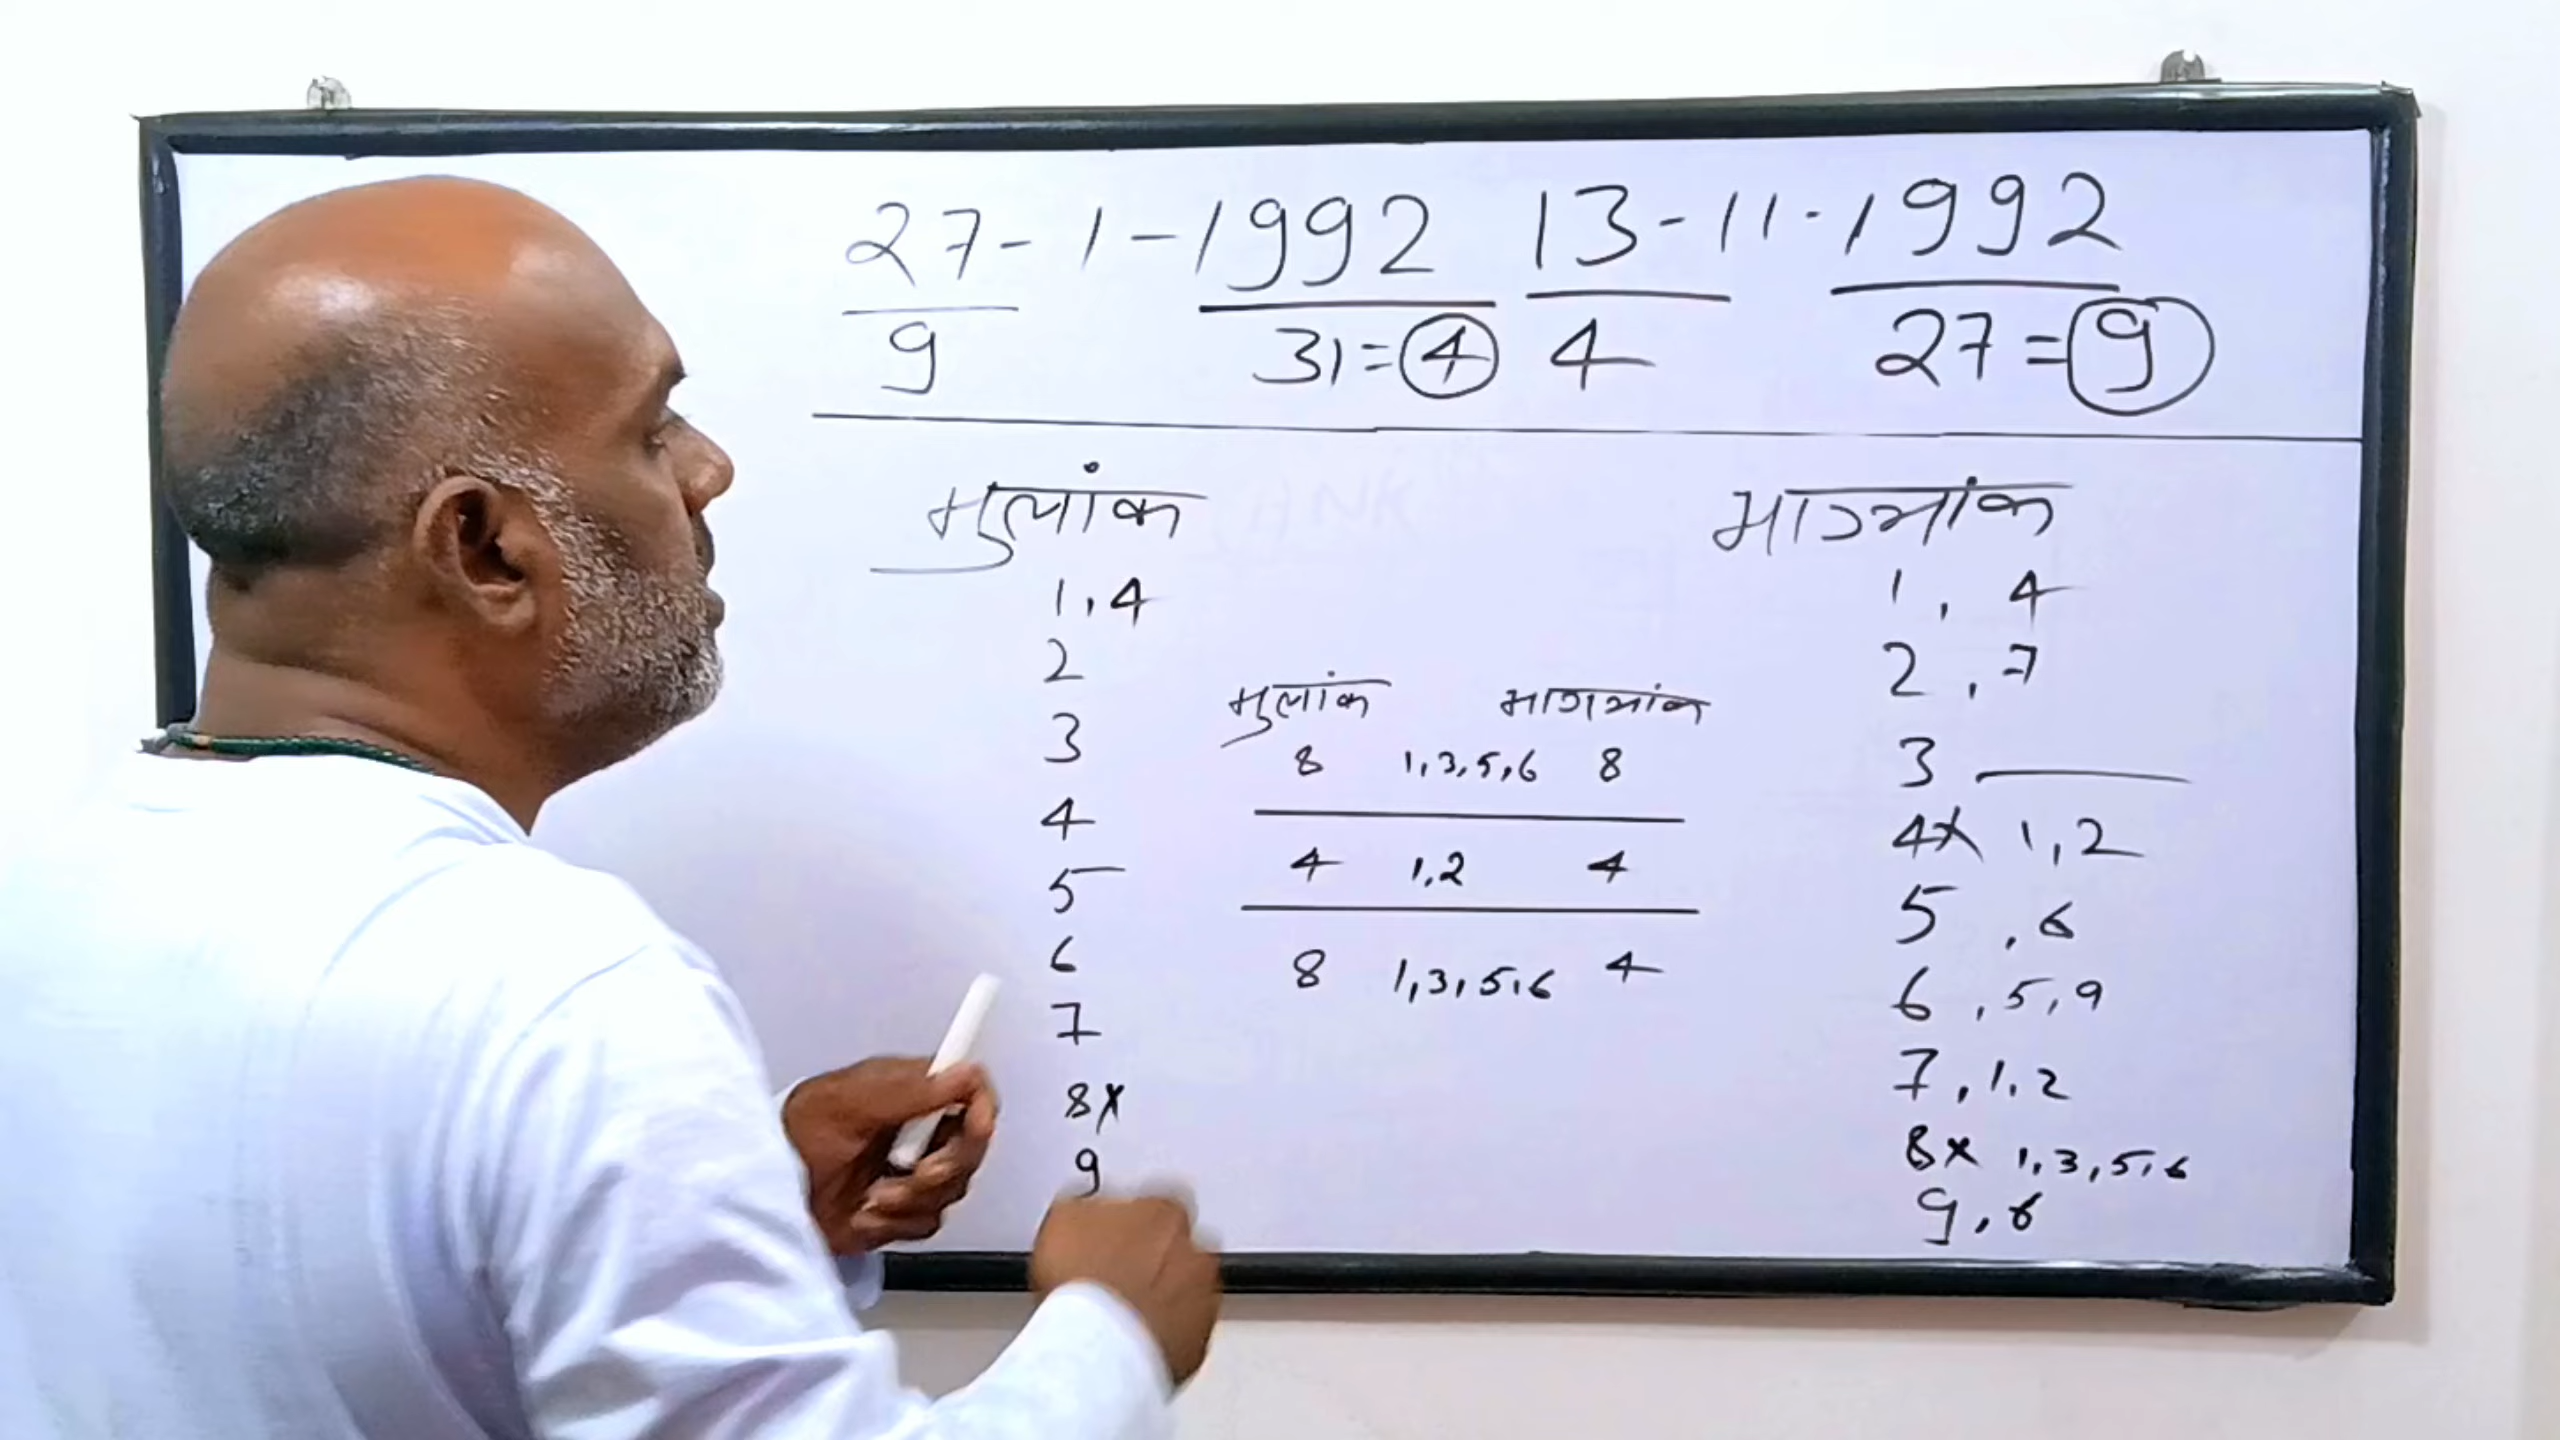 27-1-1992 13-11-1992
9 31=4 4 27=9
मुलांक भाग्यांक
1,4 1, 4
2 2, 7
मुलांक भाग्यांक
3 8 1,3,5,6 8 3
4 4 1,2 4 4x 1,2
5 5, 6
6 8 1,3,5,6 4 6, 5, 9
7 7, 1, 2
8x 8x 1,3,5,6
9 9, 6